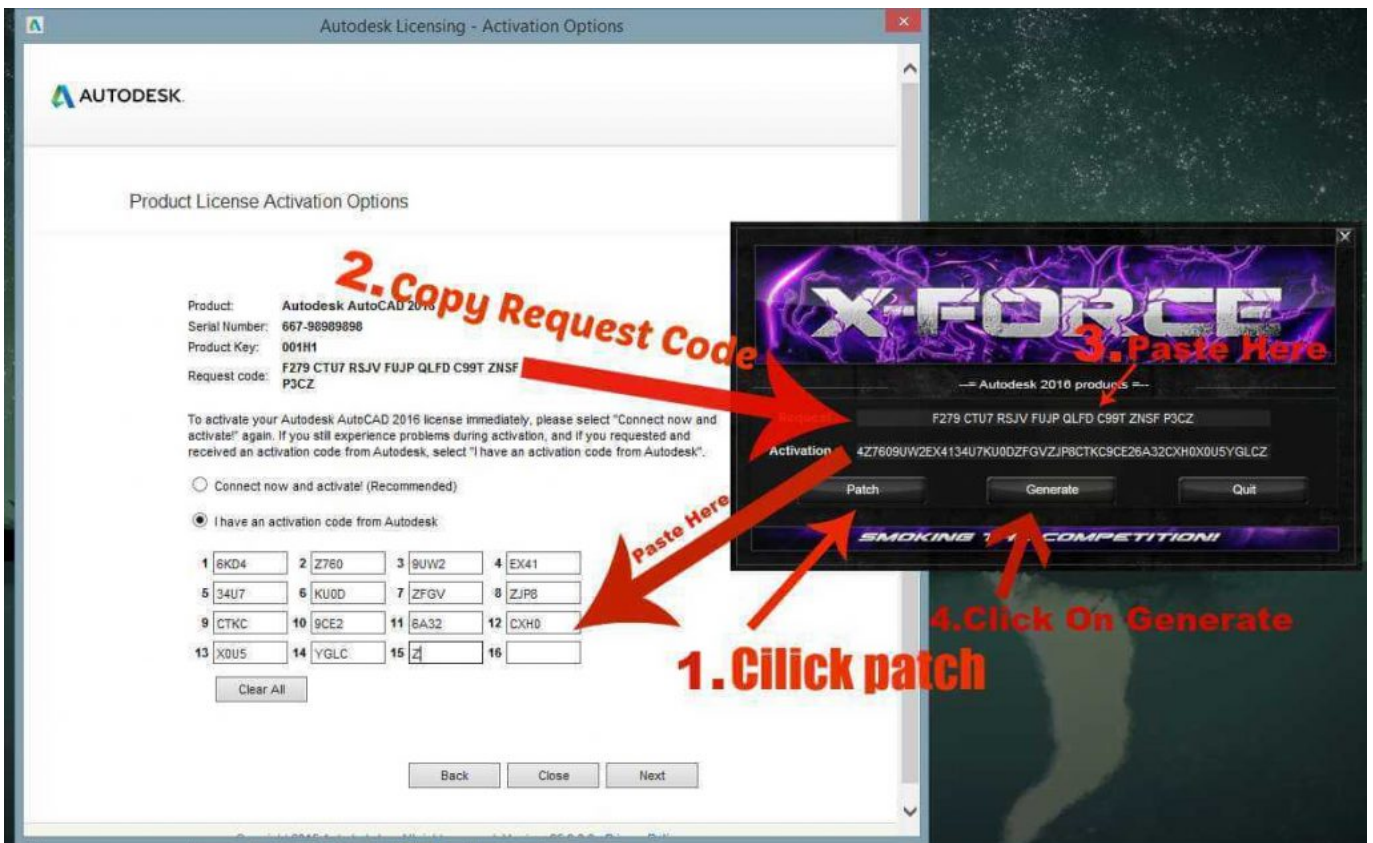 Autodesk Licensing - Activation Options
AUTODESK.
Product License Activation Options
2.Copy Request Code
Product: Autodesk AutoCAD 2016
Serial Number: 667-98989898
Product Key: 001H1
Request code: F279 CTU7 RSJV FUJP QLFD C99T ZNSF
P3CZ
To activate your Autodesk AutoCAD 2016 license immediately, please select "Connect now and
activate!" again. If you still experience problems during activation, and if you requested and
received an activation code from Autodesk, select "I have an activation code from Autodesk".
Connect now and activate! (Recommended)
I have an activation code from Autodesk
1 6KD4 2 Z760 3 9UW2 4 EX41
5 34U7 6 KU0D 7 ZFGV 8 ZJP8
9 CTKC 10 9CE2 11 6A32 12 CXH0
13 X0U5 14 YGLC 15 Z 16
Clear All
Back Close Next
X-FORCE
3.Paste Here
--= Autodesk 2016 products =--
Request F279 CTU7 RSJV FUJP QLFD C99T ZNSF P3CZ
Activation 4Z7609UW2EX4134U7KU0DZFGVZJP8CTKC9CE26A32CXH0X0U5YGLCZ
Patch Generate Quit
SMOKING THE COMPETITION!
Paste Here
4.Click On Generate
1.Cilick patch